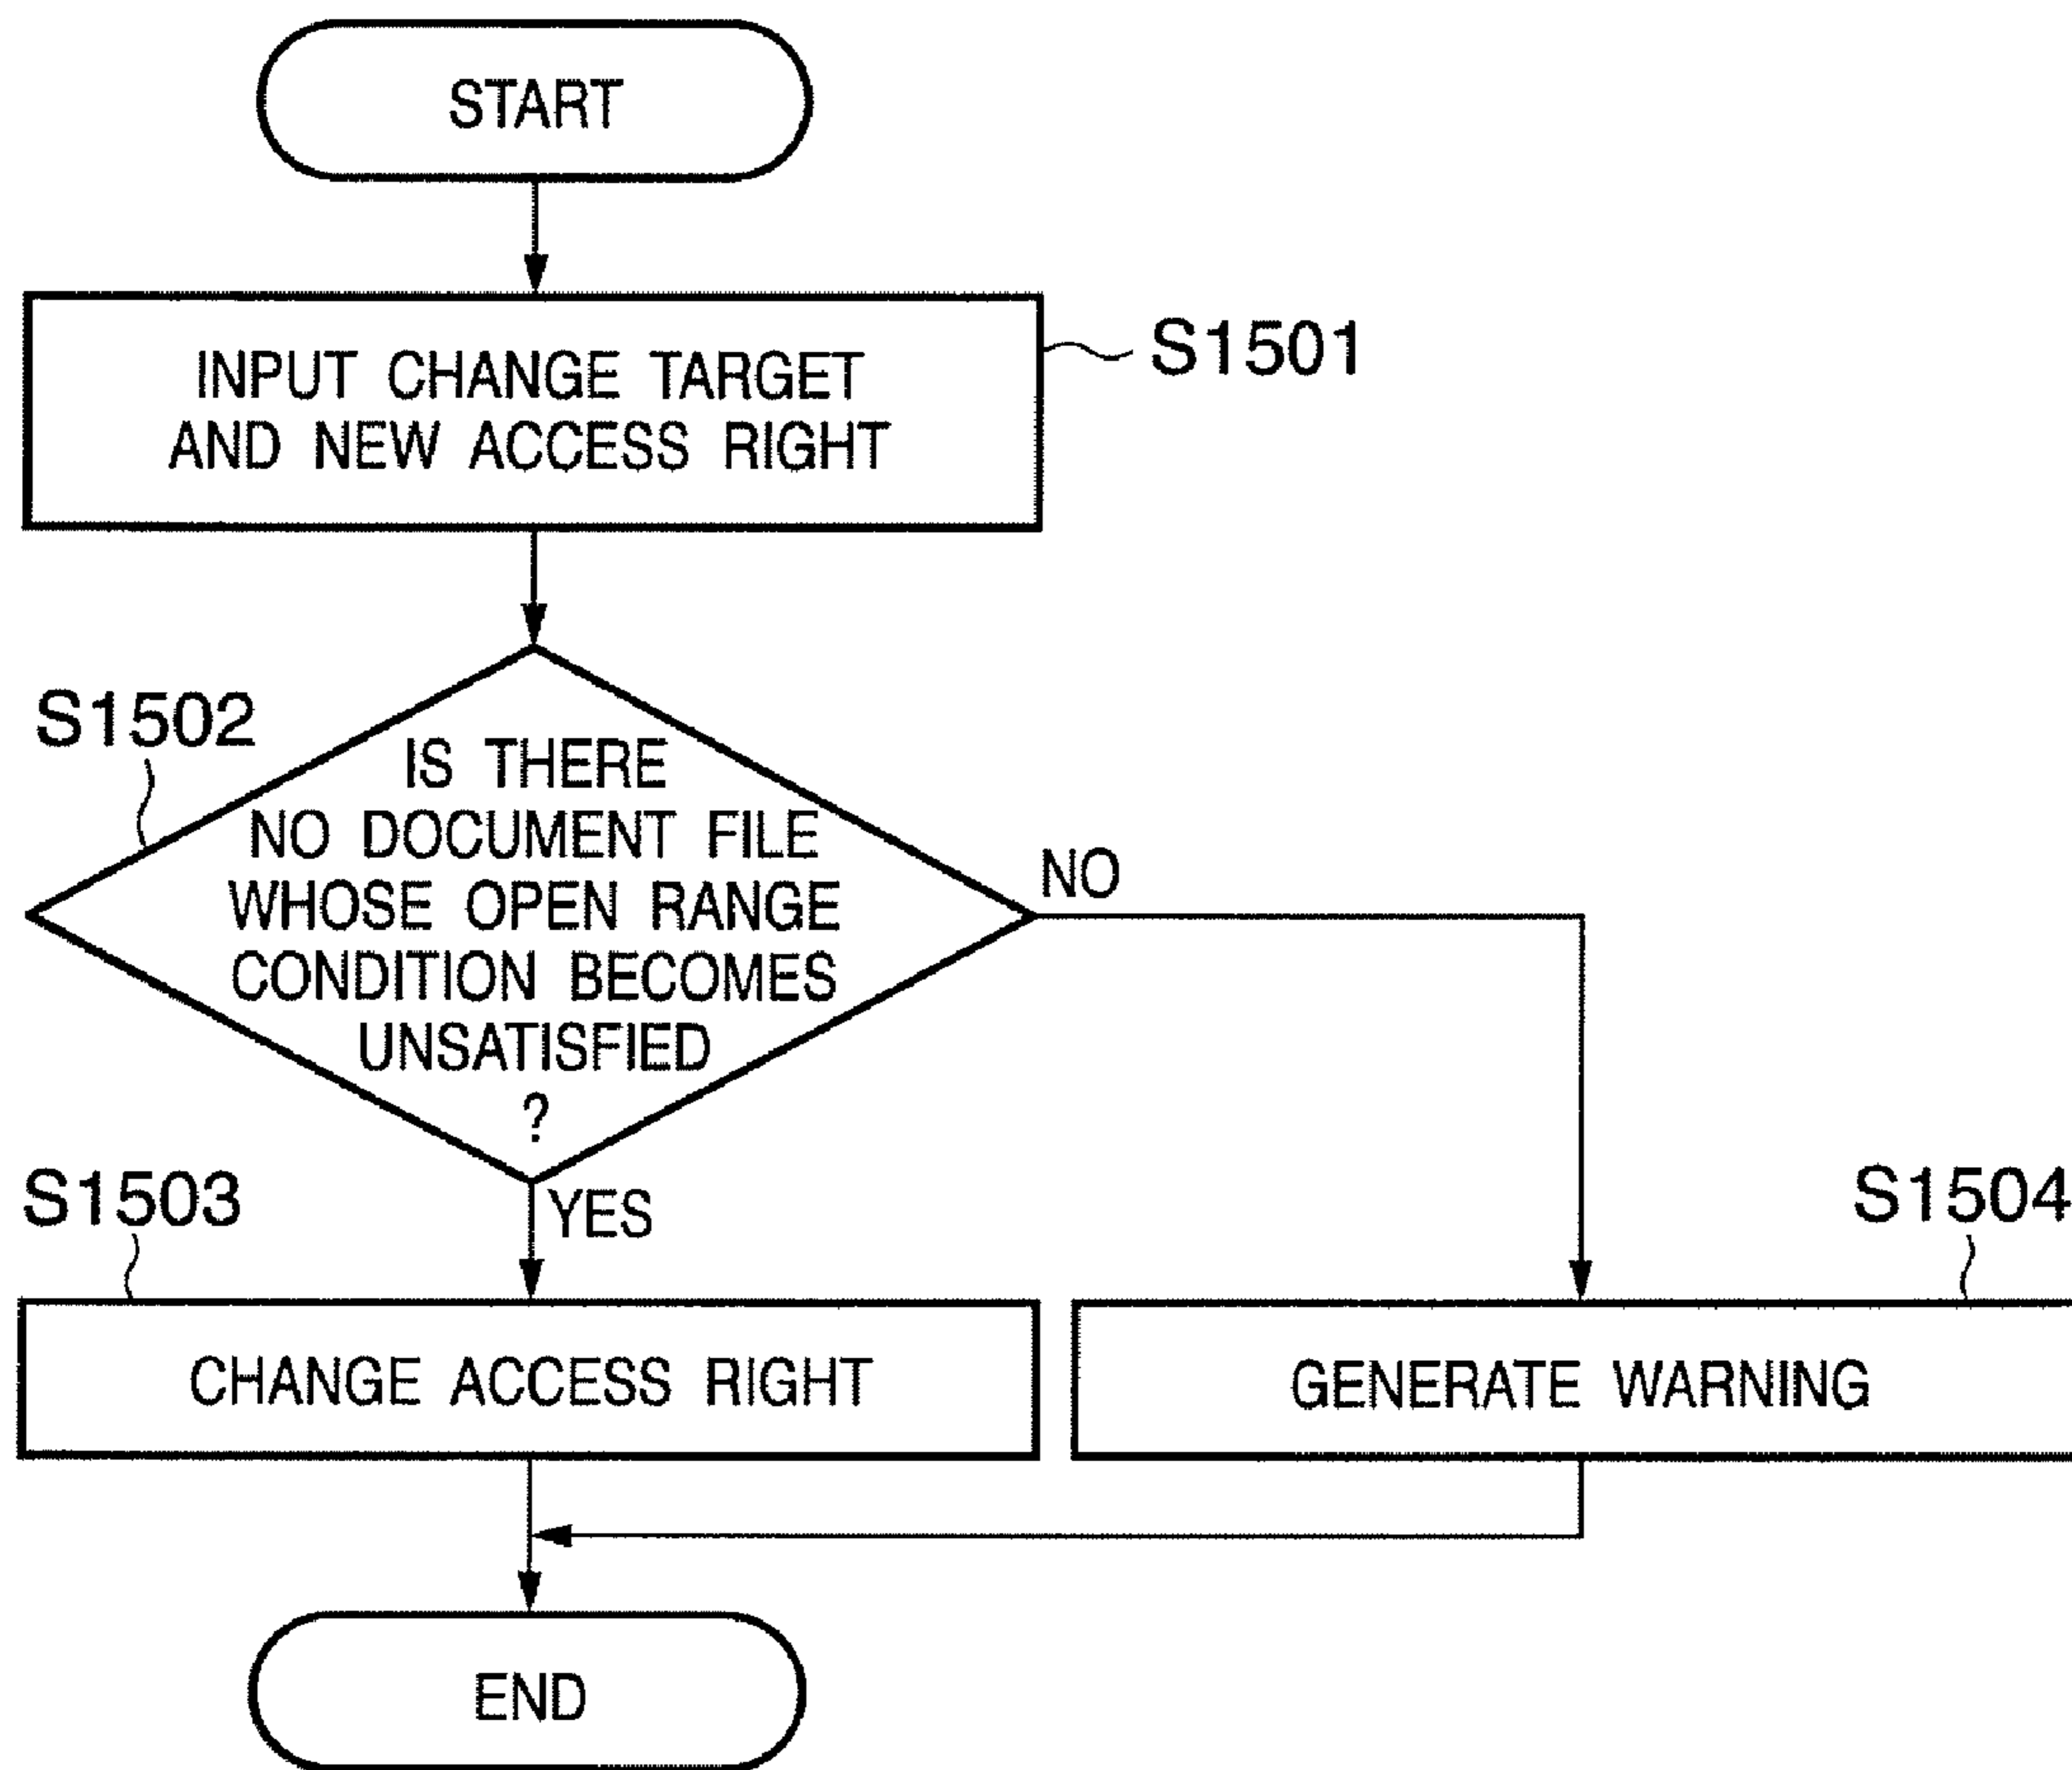 START
INPUT CHANGE TARGET
AND NEW ACCESS RIGHT
S1501
S1502
IS THERE
NO DOCUMENT FILE
WHOSE OPEN RANGE
CONDITION BECOMES
UNSATISFIED
?
NO
YES
S1503
CHANGE ACCESS RIGHT
S1504
GENERATE WARNING
END